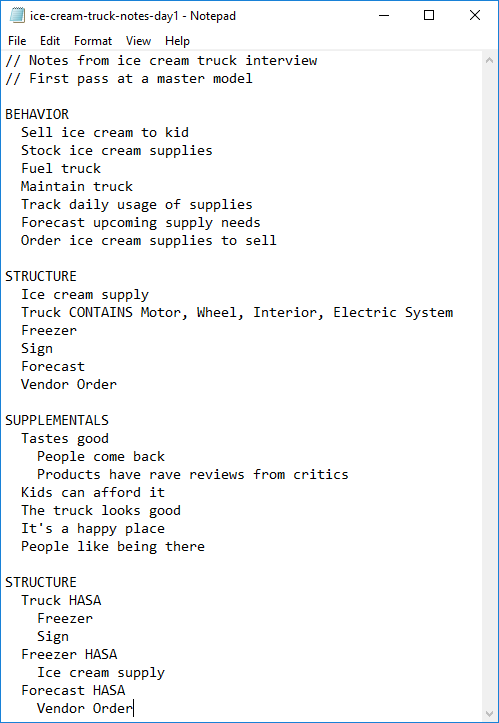 ice-cream-truck-notes-day1 - Notepad
File Edit Format View Help
// Notes from ice cream truck interview
// First pass at a master model

BEHAVIOR
  Sell ice cream to kid
  Stock ice cream supplies
  Fuel truck
  Maintain truck
  Track daily usage of supplies
  Forecast upcoming supply needs
  Order ice cream supplies to sell

STRUCTURE
  Ice cream supply
  Truck CONTAINS Motor, Wheel, Interior, Electric System
  Freezer
  Sign
  Forecast
  Vendor Order

SUPPLEMENTALS
  Tastes good
    People come back
    Products have rave reviews from critics
  Kids can afford it
  The truck looks good
  It's a happy place
  People like being there

STRUCTURE
  Truck HASA
    Freezer
    Sign
  Freezer HASA
    Ice cream supply
  Forecast HASA
    Vendor Order